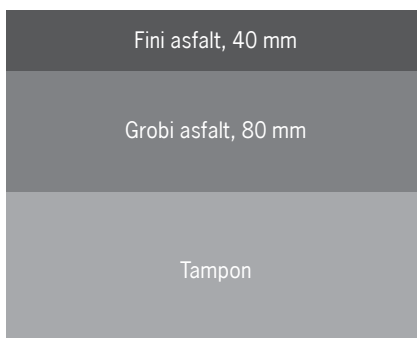 Fini asfalt, 40 mm
Grobi asfalt, 80 mm
Tampon